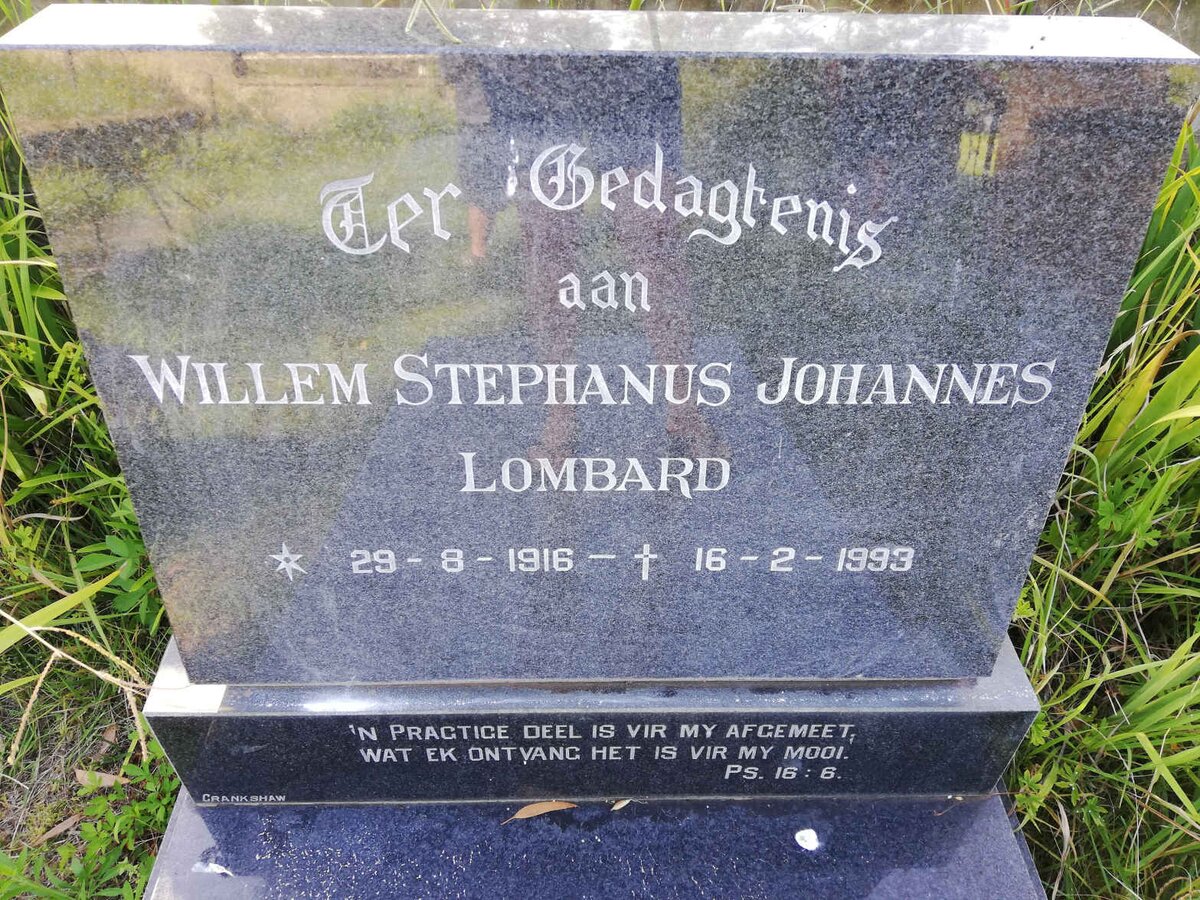 Ter Gedagtenis
aan
WILLEM STEPHANUS JOHANNES
LOMBARD
29 - 8 - 1916 — † 16 - 2 - 1993
'N PRAGTIGE DEEL IS VIR MY AFGEMEET,
WAT EK ONTVANG HET IS VIR MY MOOI.'
PS. 16 : 6.
CRANKSHAW